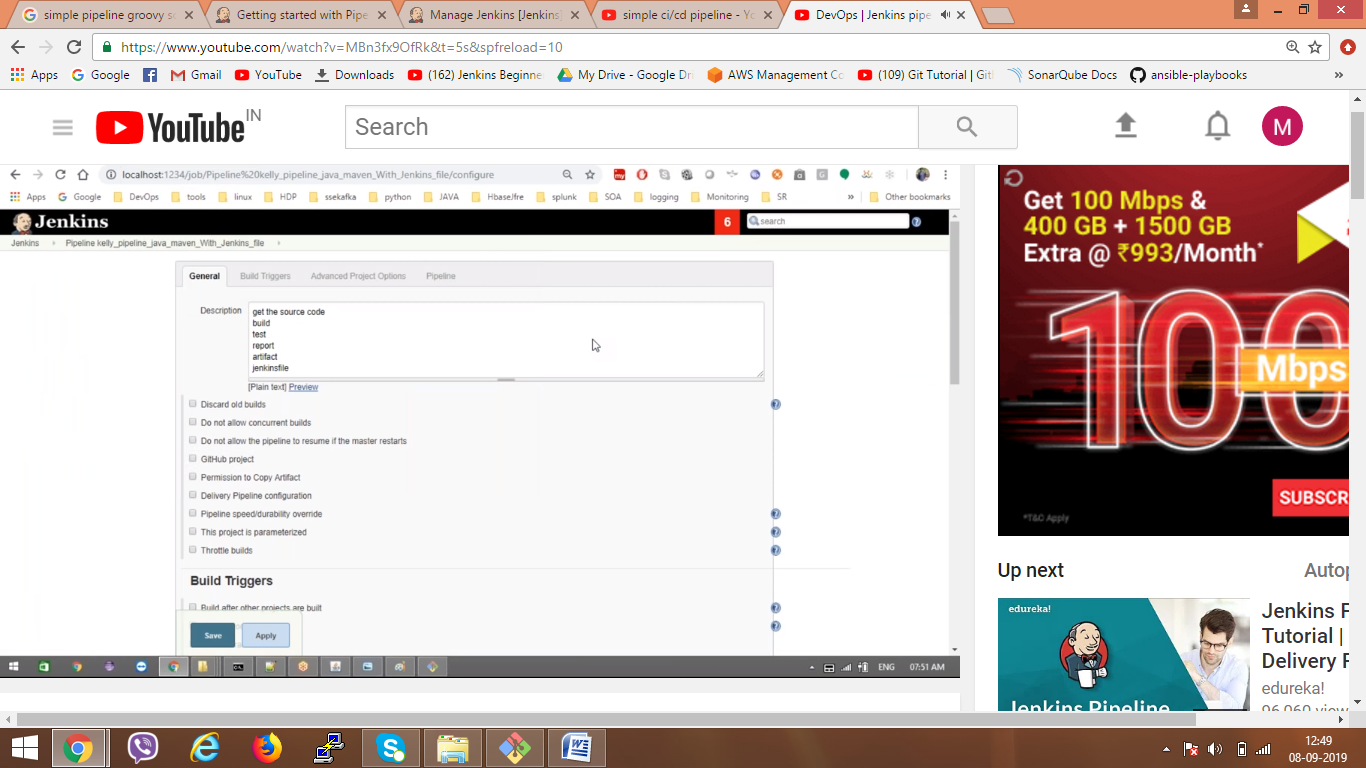 simple pipeline groovy s
Getting started with Pipe
Manage Jenkins [Jenkins]
simple ci/cd pipeline - Yo
DevOps | Jenkins pipe
https://www.youtube.com/watch?v=MBn3fx9OfRk&t=5s&spfreload=10
Apps Google Gmail YouTube Downloads (162) Jenkins Beginne My Drive - Google Dri AWS Management Co (109) Git Tutorial | Git SonarQube Docs ansible-playbooks »
YouTube IN
Search
M
localhost:1234/job/Pipeline%20kelly_pipeline_java_maven_With_Jenkins_file/configure
Apps Google DevOps tools linux HDP ssekafka python JAVA Hbase/fre splunk SOA logging Monitoring SR » Other bookmarks
Jenkins
6
search
Jenkins Pipeline kelly_pipeline_java_maven_With_Jenkins_file
General Build Triggers Advanced Project Options Pipeline
Description
get the source code
build
test
report
artifact
jenkinsfile
[Plain text] Preview
Discard old builds
Do not allow concurrent builds
Do not allow the pipeline to resume if the master restarts
GitHub project
Permission to Copy Artifact
Delivery Pipeline configuration
Pipeline speed/durability override
This project is parameterized
Throttle builds
Build Triggers
Build after other projects are built
Save Apply
ENG 07:51 AM
Get 100 Mbps &
400 GB + 1500 GB
Extra @ ₹993/Month*
100
Mbps
SUBSCR
*T&C Apply
Up next
Autop
edureka!
Jenkins Pipeline
Jenkins P
Tutorial |
Delivery P
edureka!
96,060 view
12:49
08-09-2019